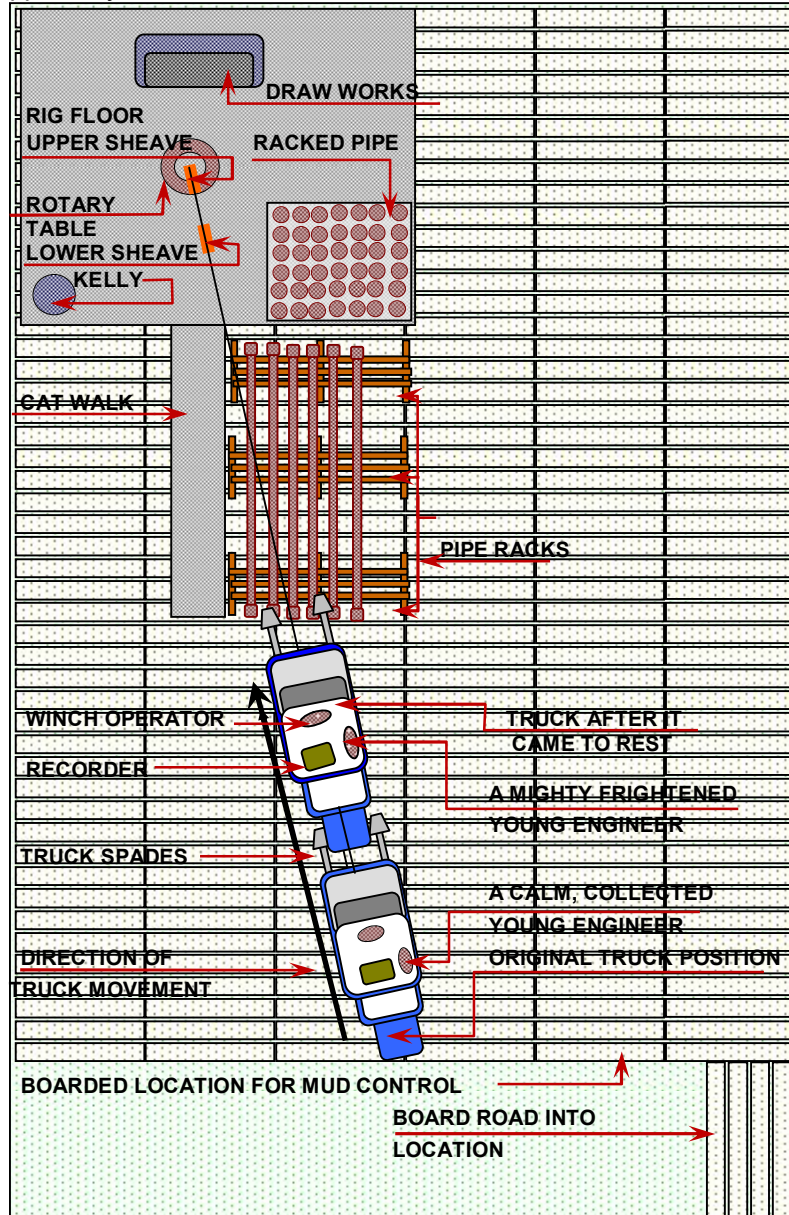 DRAW WORKS
RIG FLOOR
UPPER SHEAVE
RACKED PIPE
ROTARY
TABLE
LOWER SHEAVE
KELLY
CAT WALK
PIPE RACKS
WINCH OPERATOR
TRUCK AFTER IT
CAME TO REST
RECORDER
A MIGHTY FRIGHTENED
YOUNG ENGINEER
TRUCK SPADES
A CALM, COLLECTED
YOUNG ENGINEER
DIRECTION OF
TRUCK MOVEMENT
ORIGINAL TRUCK POSITION
BOARDED LOCATION FOR MUD CONTROL
BOARD ROAD INTO
LOCATION